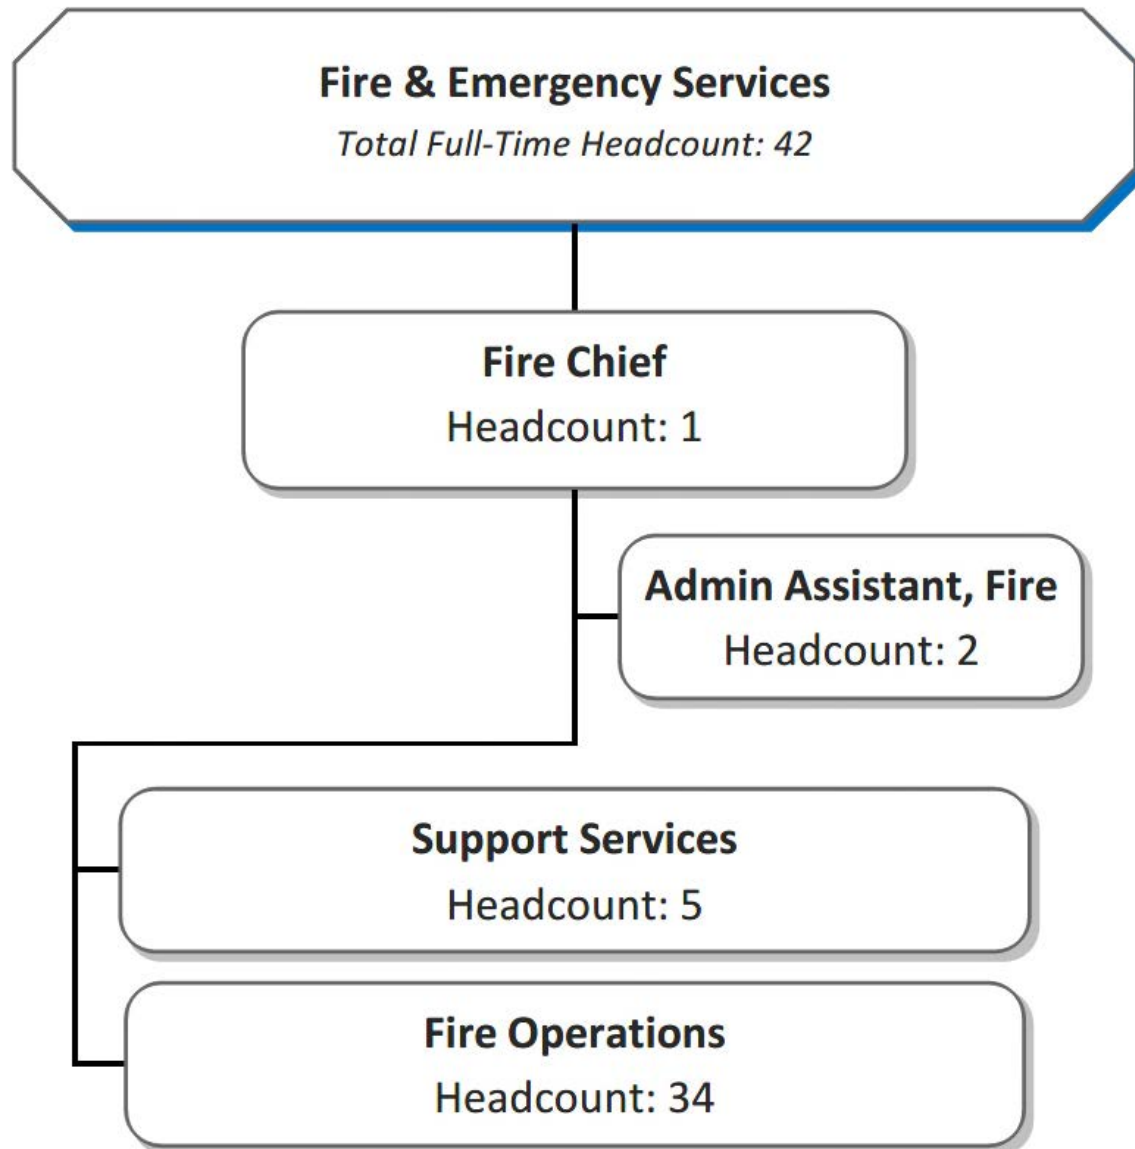 Fire & Emergency Services
Total Full-Time Headcount: 42
Fire Chief
Headcount: 1
Admin Assistant, Fire
Headcount: 2
Support Services
Headcount: 5
Fire Operations
Headcount: 34